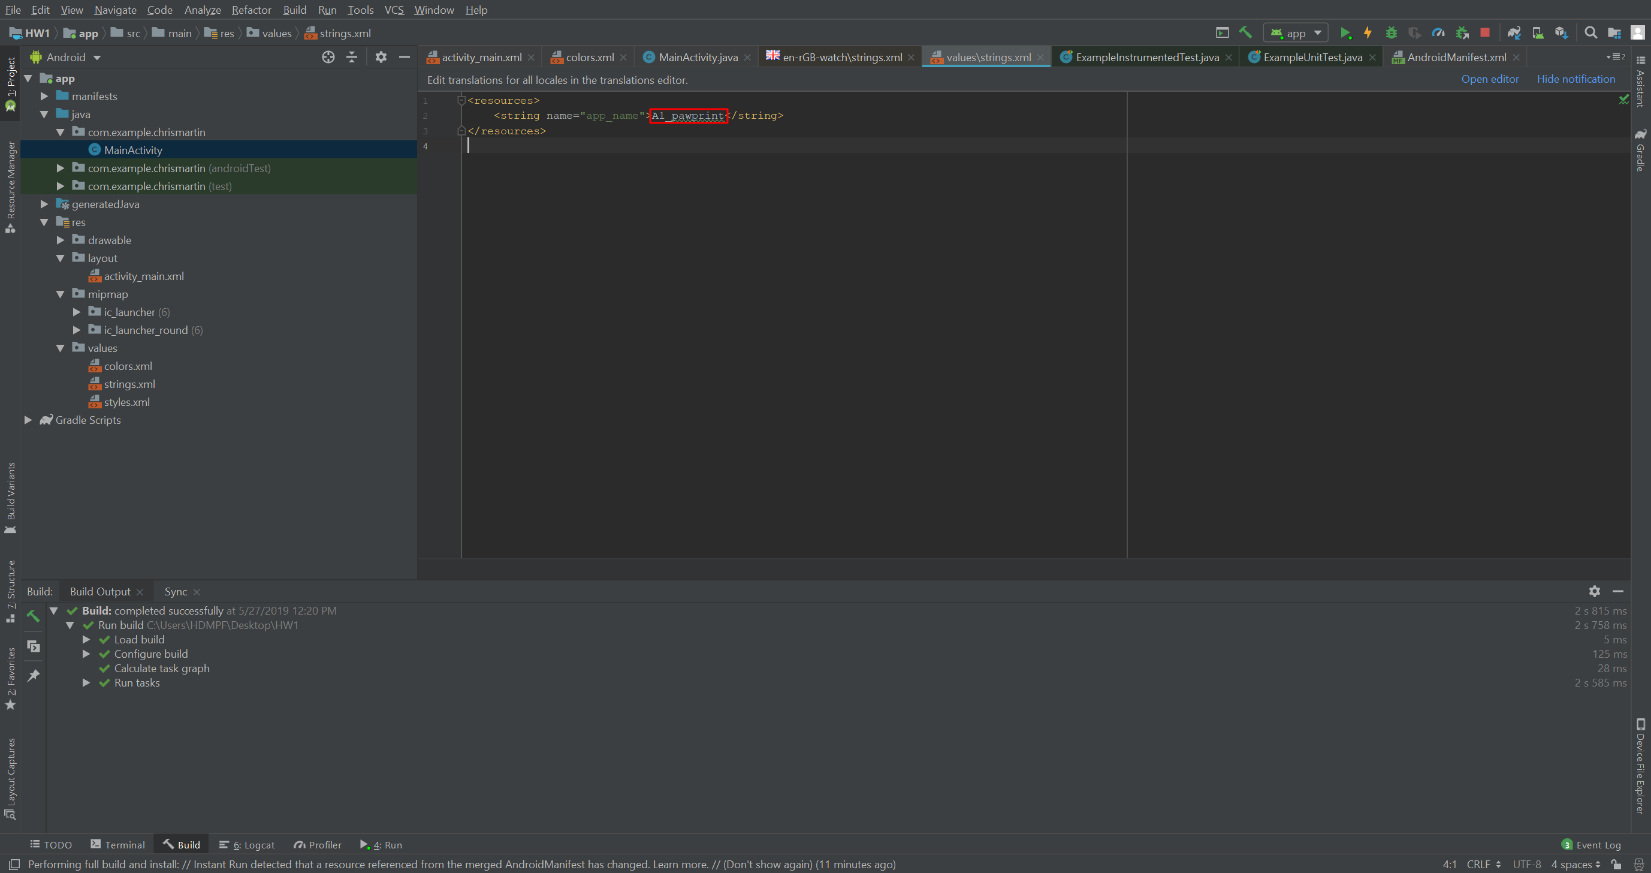 File Edit View Navigate Code Analyze Refactor Build Run Tools VCS Window Help
HW1 app src main res values strings.xml app
Android
activity_main.xml colors.xml MainActivity.java en-rGB-watch\strings.xml values\strings.xml ExampleInstrumentedTest.java ExampleUnitTest.java AndroidManifest.xml
Edit translations for all locales in the translations editor. Open editor Hide notification
1: Project
Resource Manager
Build Variants
7: Structure
2: Favorites
Layout Captures
app
manifests
java
com.example.chrismartin
MainActivity
com.example.chrismartin (androidTest)
com.example.chrismartin (test)
generatedJava
res
drawable
layout
activity_main.xml
mipmap
ic_launcher (6)
ic_launcher_round (6)
values
colors.xml
strings.xml
styles.xml
Gradle Scripts
1 <resources>
2 <string name="app_name">A1_pawprint</string>
3 </resources>
4
Assistant
Gradle
Device File Explorer
Build: Build Output Sync
Build: completed successfully at 5/27/2019 12:20 PM 2 s 815 ms
Run build C:\Users\HDMPF\Desktop\HW1 2 s 758 ms
Load build 5 ms
Configure build 125 ms
Calculate task graph 28 ms
Run tasks 2 s 585 ms
TODO Terminal Build 6: Logcat Profiler 4: Run 3 Event Log
Performing full build and install: // Instant Run detected that a resource referenced from the merged AndroidManifest has changed. Learn more. // (Don't show again) (11 minutes ago) 4:1 CRLF UTF-8 4 spaces